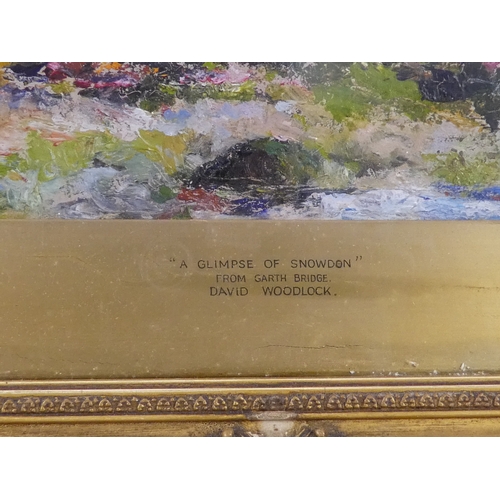 "A GLIMPSE OF SNOWDON"
FROM GARTH BRIDGE.
DAVID WOODLOCK.